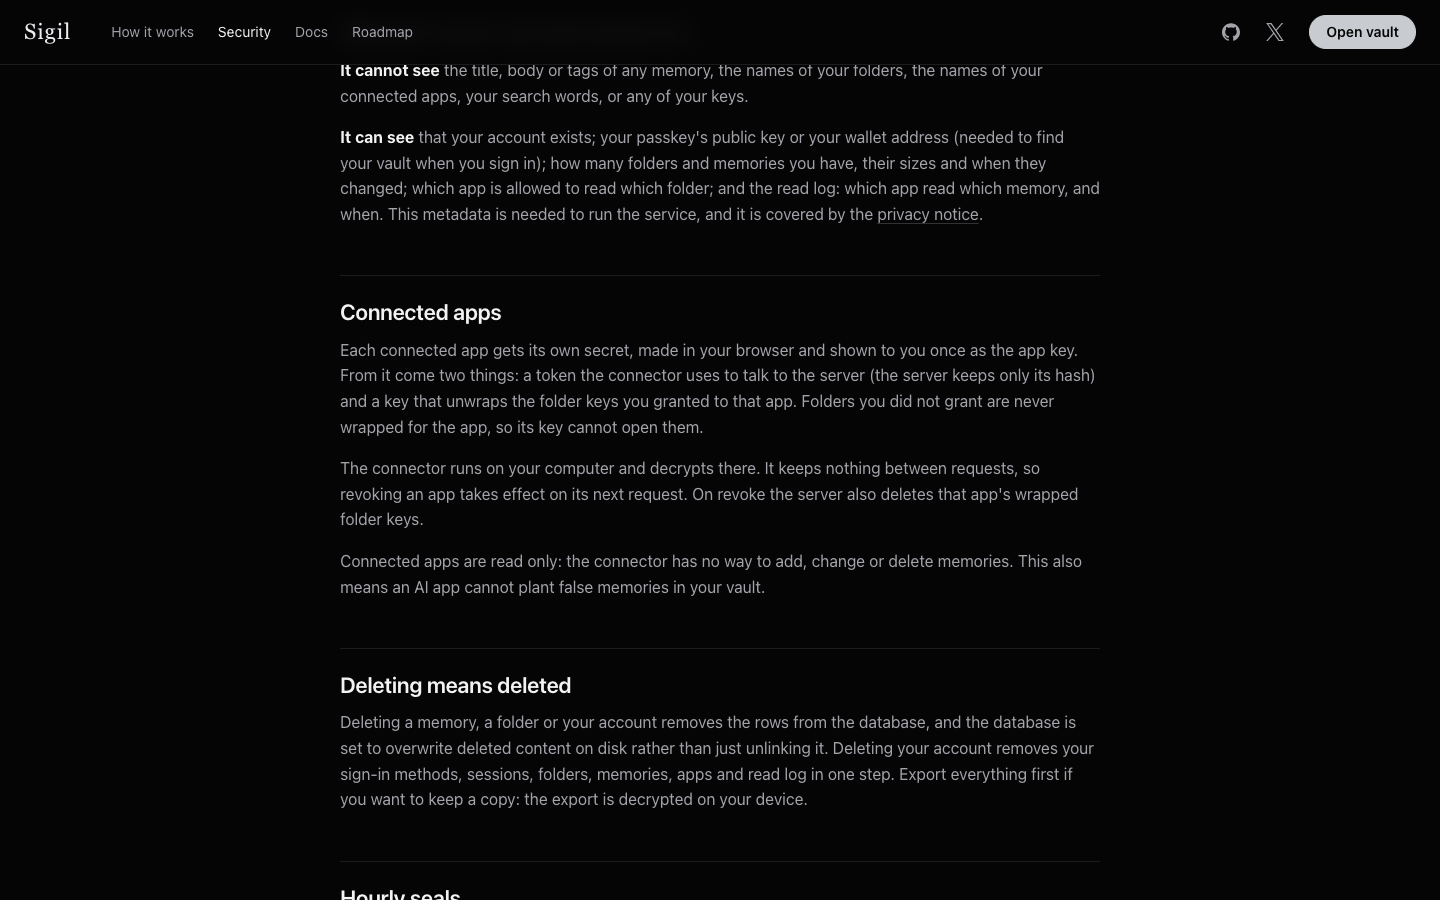 Sigil
How it works
Security
Docs
Roadmap
Open vault
It cannot see the title, body or tags of any memory, the names of your folders, the names of your
connected apps, your search words, or any of your keys.
It can see that your account exists; your passkey's public key or your wallet address (needed to find
your vault when you sign in); how many folders and memories you have, their sizes and when they
changed; which app is allowed to read which folder; and the read log: which app read which memory, and
when. This metadata is needed to run the service, and it is covered by the privacy notice.
Connected apps
Each connected app gets its own secret, made in your browser and shown to you once as the app key.
From it come two things: a token the connector uses to talk to the server (the server keeps only its hash)
and a key that unwraps the folder keys you granted to that app. Folders you did not grant are never
wrapped for the app, so its key cannot open them.
The connector runs on your computer and decrypts there. It keeps nothing between requests, so
revoking an app takes effect on its next request. On revoke the server also deletes that app's wrapped
folder keys.
Connected apps are read only: the connector has no way to add, change or delete memories. This also
means an AI app cannot plant false memories in your vault.
Deleting means deleted
Deleting a memory, a folder or your account removes the rows from the database, and the database is
set to overwrite deleted content on disk rather than just unlinking it. Deleting your account removes your
sign-in methods, sessions, folders, memories, apps and read log in one step. Export everything first if
you want to keep a copy: the export is decrypted on your device.
Hourly seals